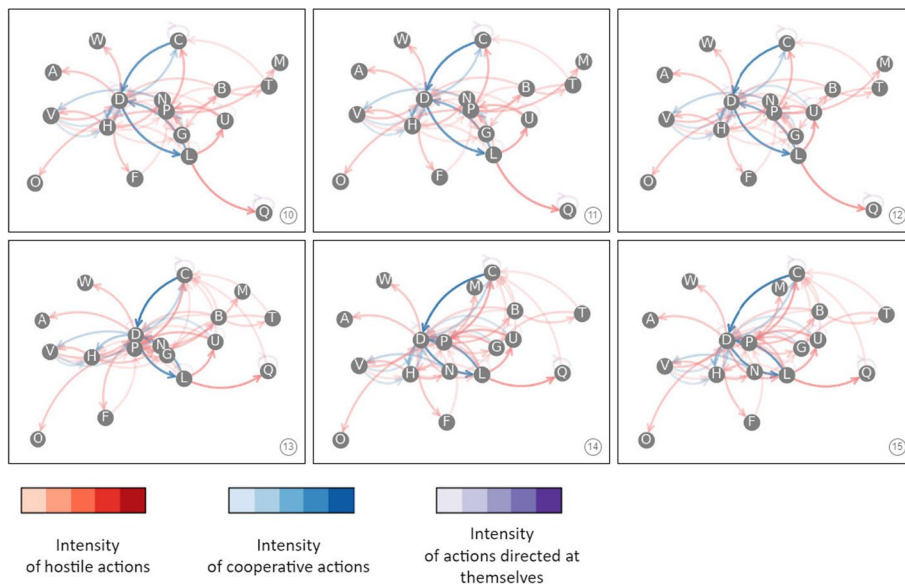 W
C
A
M
T
B
D
N
P
V
H
U
G
L
O
F
Q
10
W
C
A
M
T
B
D
N
P
V
H
U
G
L
O
F
Q
11
W
C
A
M
T
B
D
N
P
V
U
H
G
L
O
F
Q
12
C
W
M
A
B
T
D
P
N
U
V
H
G
Q
L
F
O
13
C
W
M
B
T
A
D
P
U
G
V
H
N
L
Q
F
O
14
C
W
M
B
T
A
D
P
U
G
V
H
N
L
Q
F
O
15
Intensity
of hostile actions
Intensity
of cooperative actions
Intensity
of actions directed at
themselves